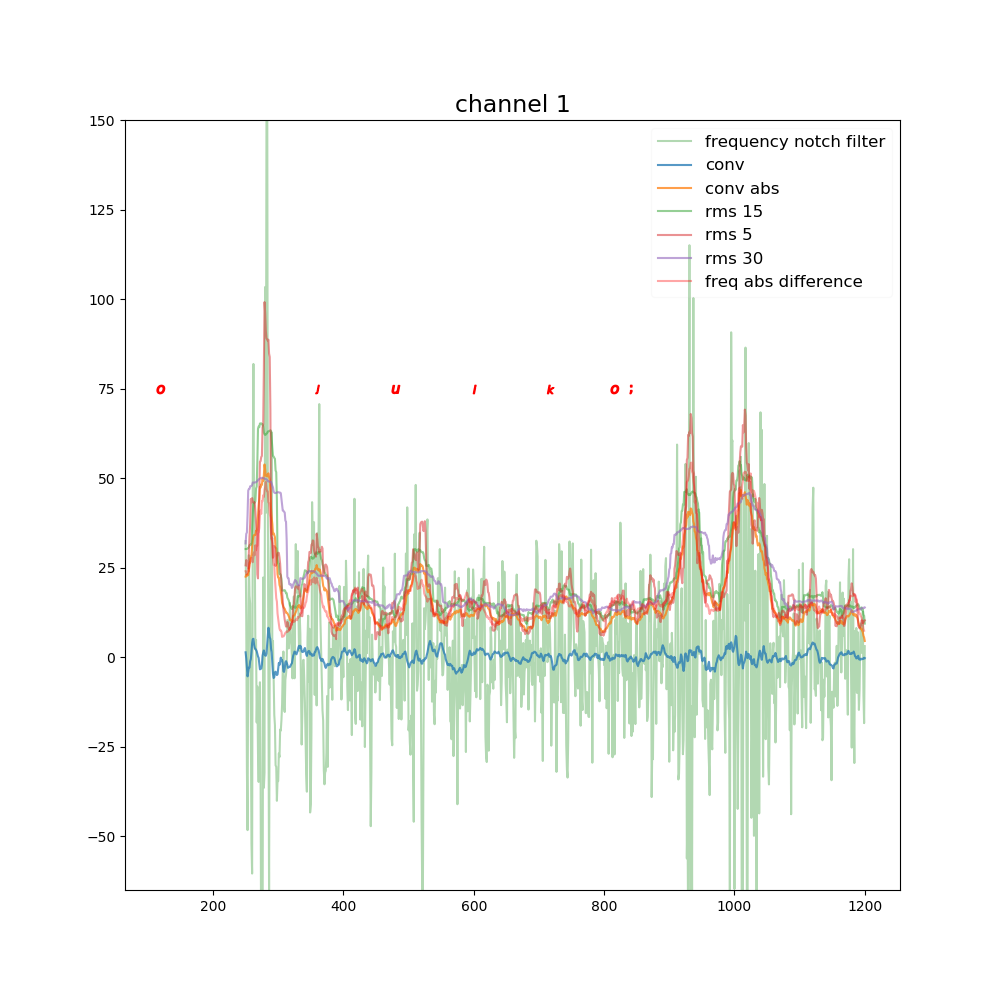 channel 1
150
frequency notch filter
conv
125
conv abs
rms 15
rms 5
rms 30
freq abs difference
100
75
o J u l k o ;
50
25
0
−25
−50
200 400 600 800 1000 1200